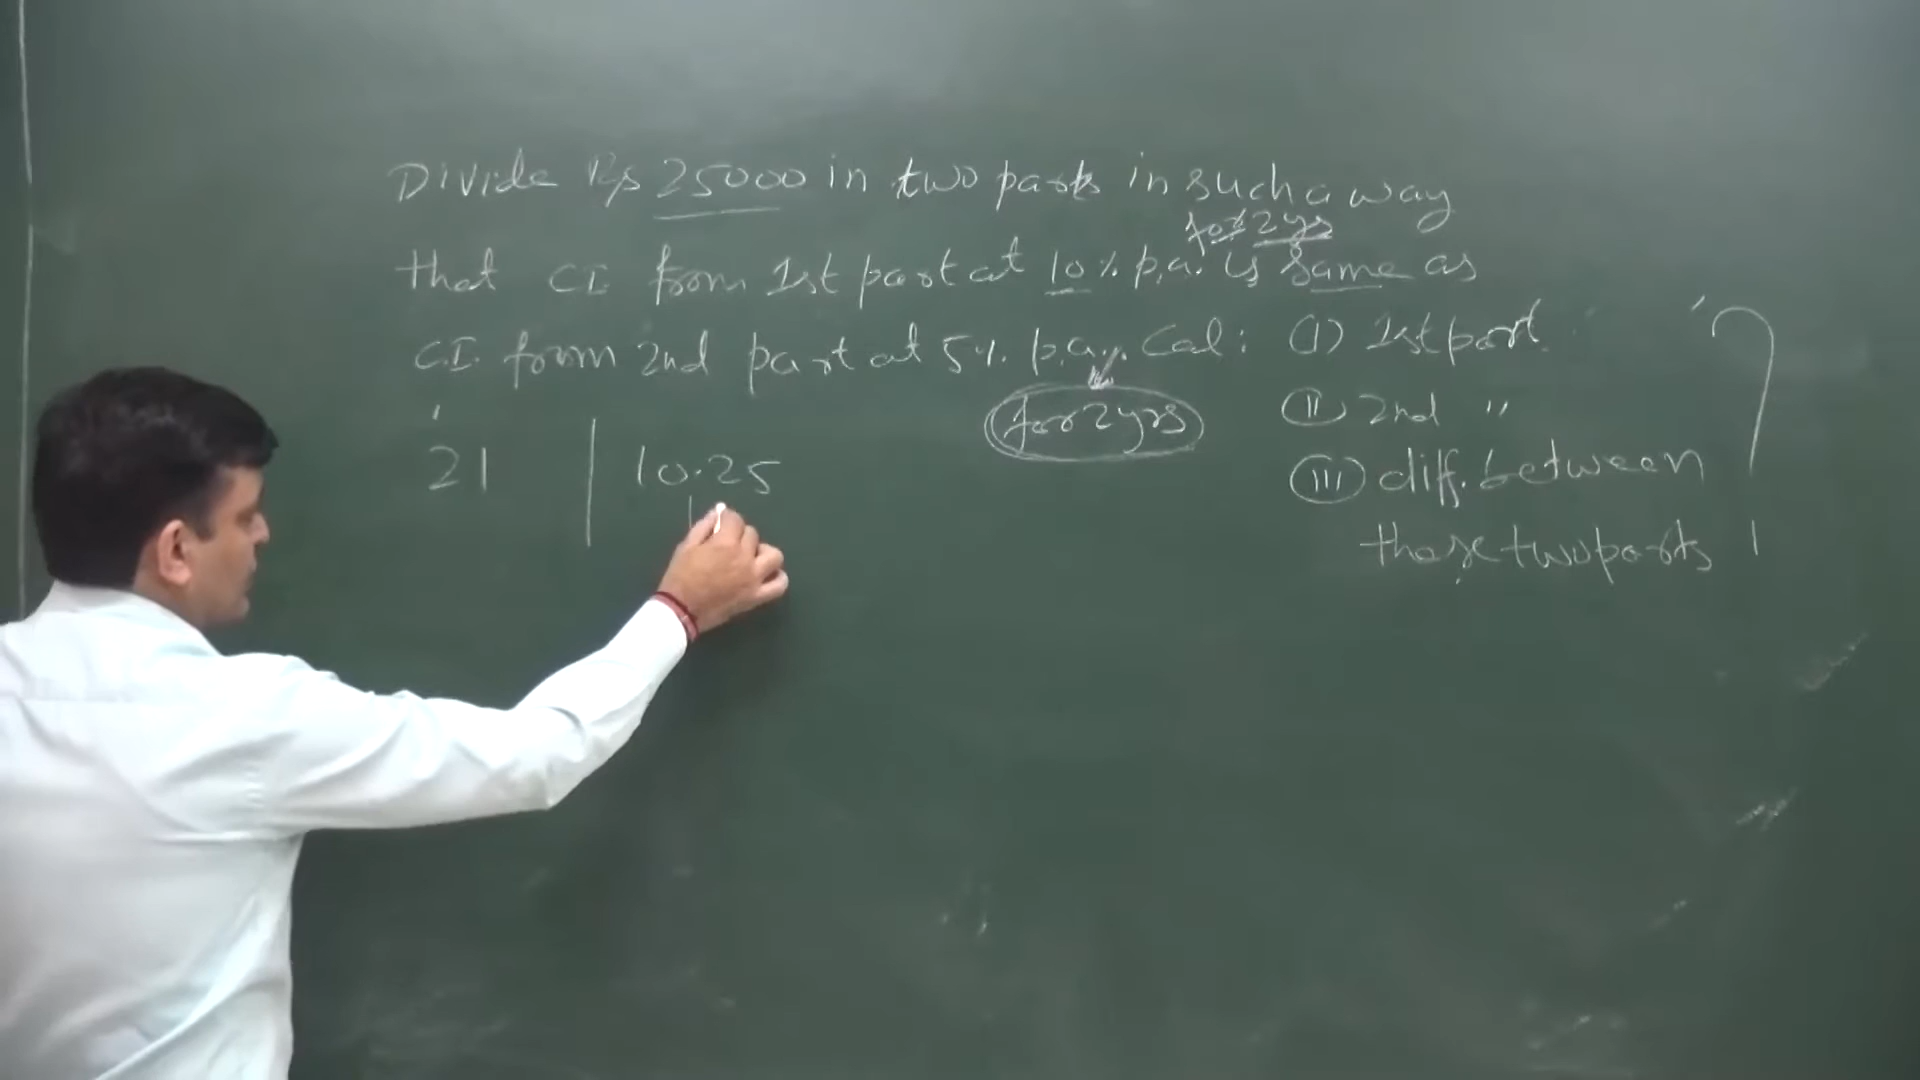 Divide Rs 25000 in two parts in such a way
for 2 yrs
that C.I. from 1st part at 10% p.a. is same as
C.I. from 2nd part at 5% p.a. Cal: (I) 1st part
for 2 yrs
(II) 2nd "
(III) diff. between
these two parts
21 | 10.25